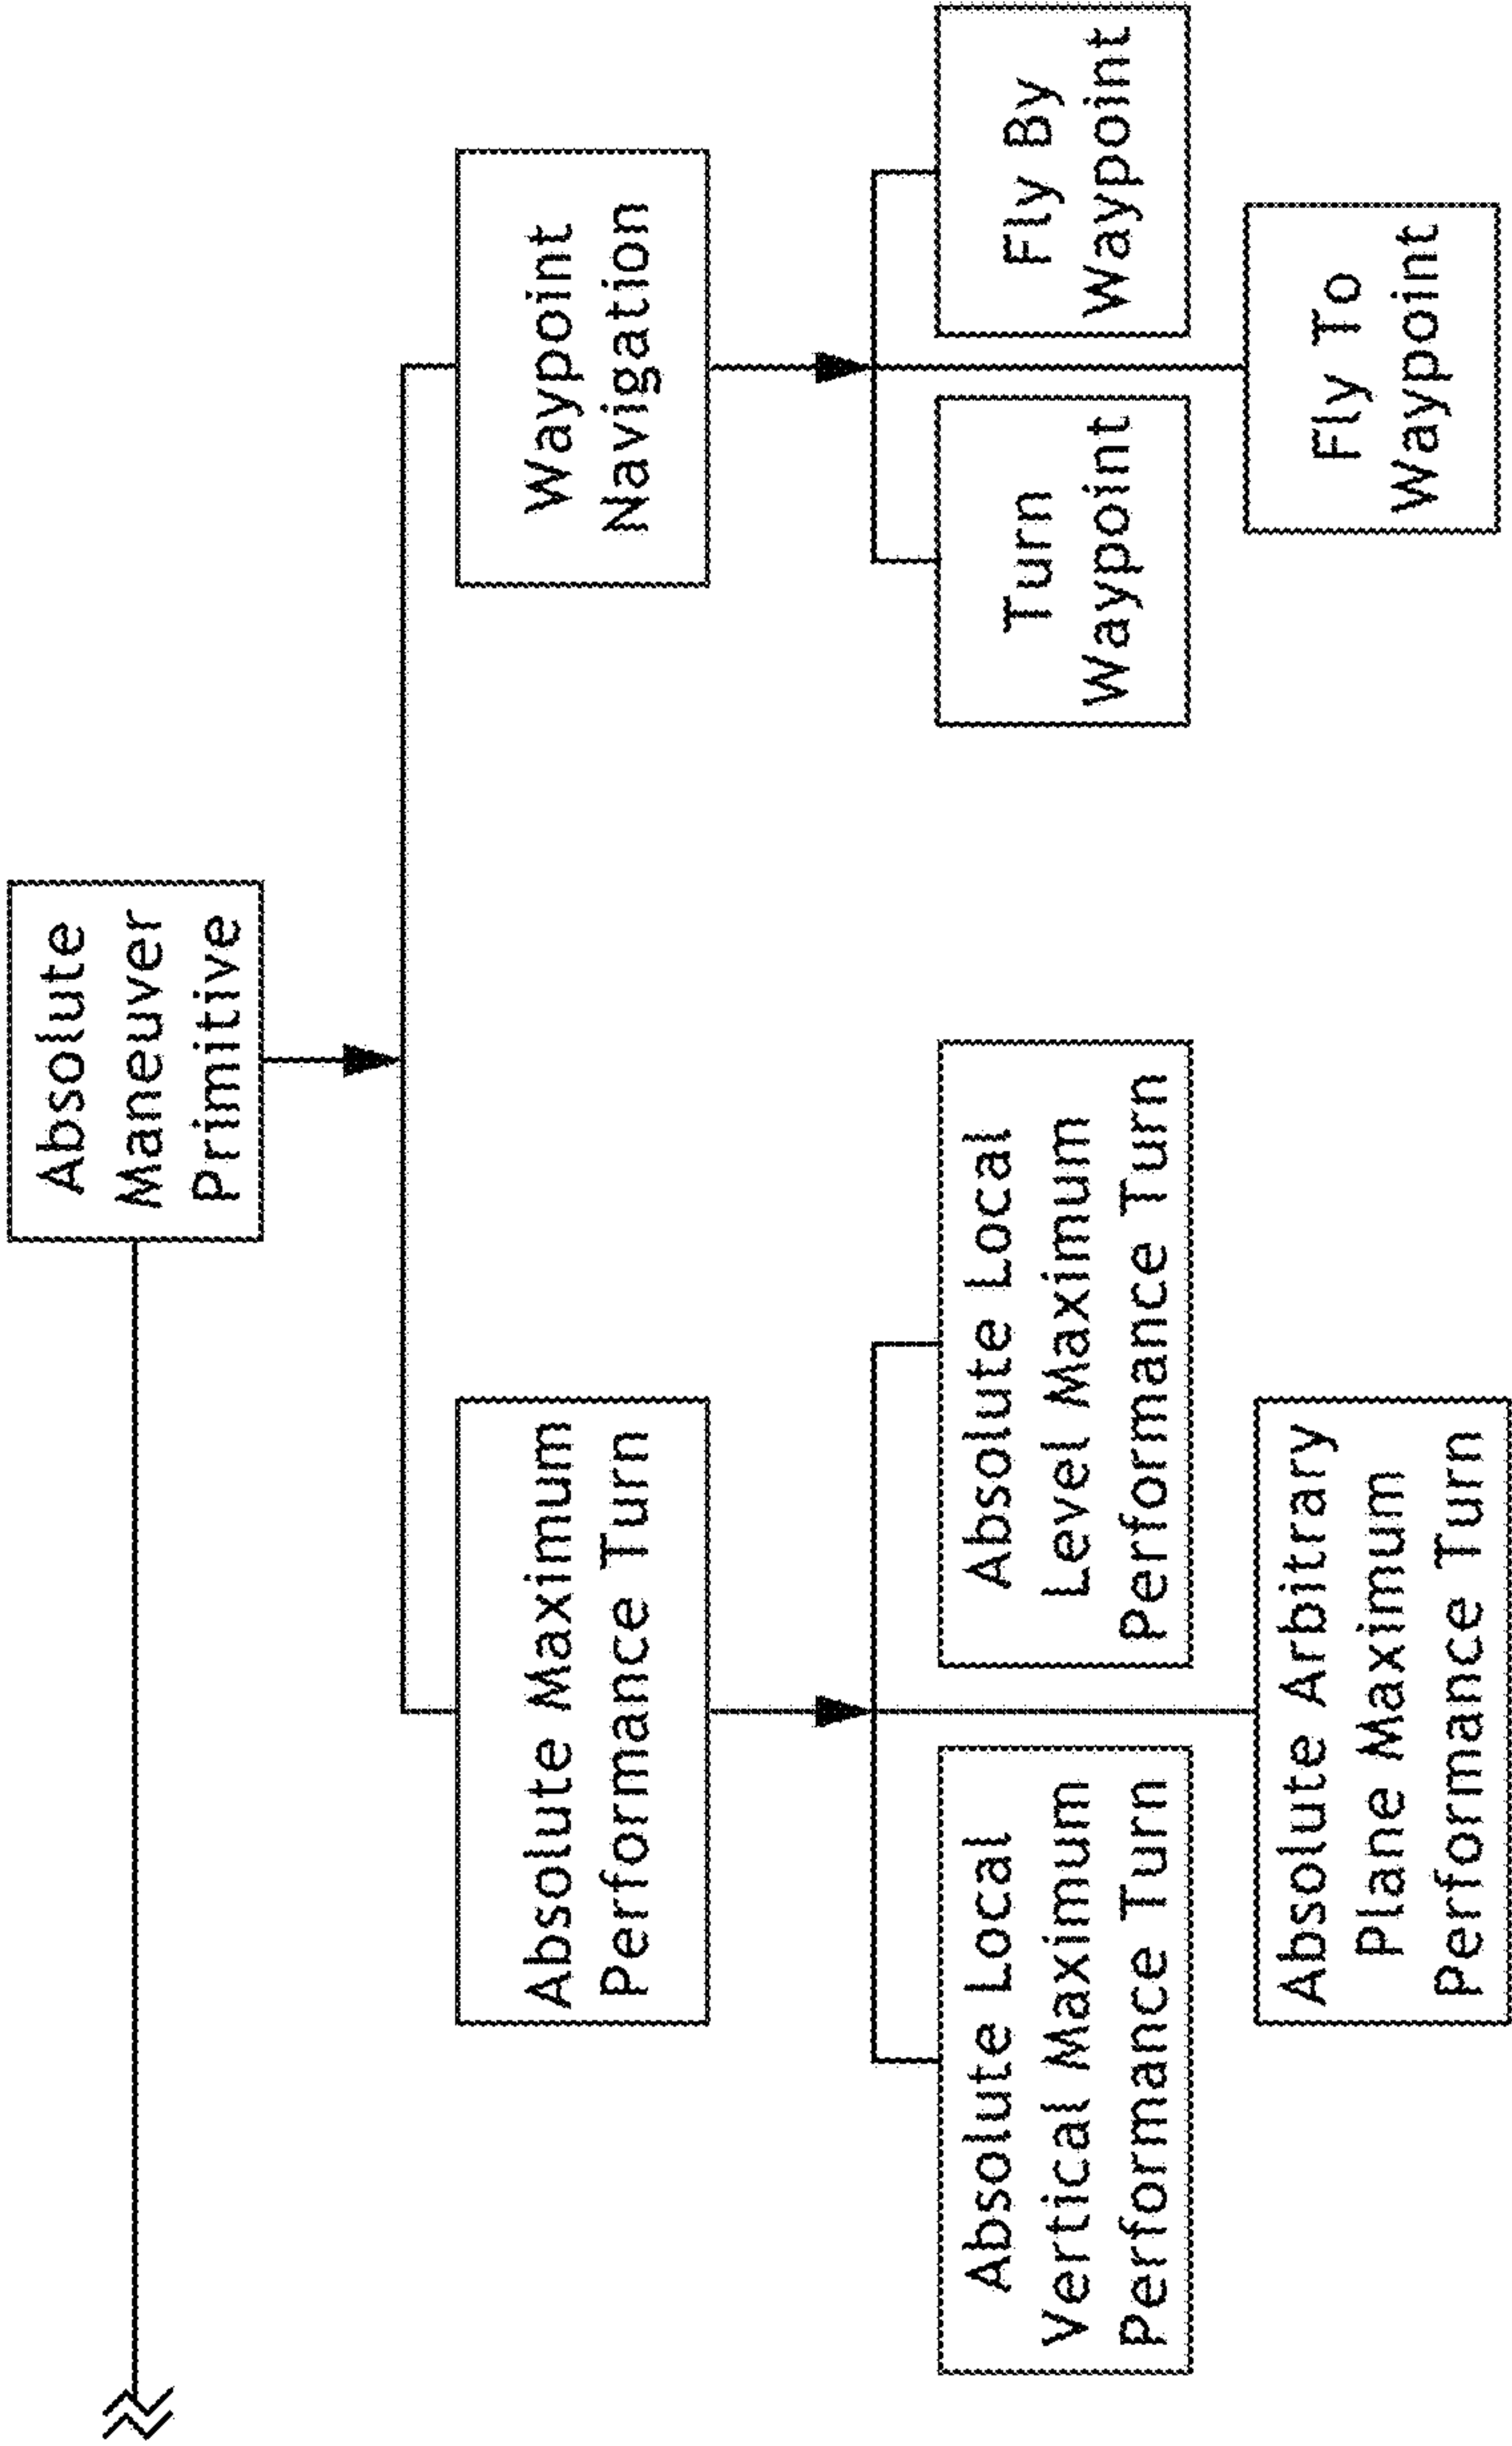 Absolute
Maneuver
Primitive
Absolute Maximum
Performance Turn
Waypoint
Navigation
Absolute Local
Vertical Maximum
Performance Turn
Absolute Local
Level Maximum
Performance Turn
Turn
Waypoint
Fly By
Waypoint
Absolute Arbitrary
Plane Maximum
Performance Turn
Fly To
Waypoint